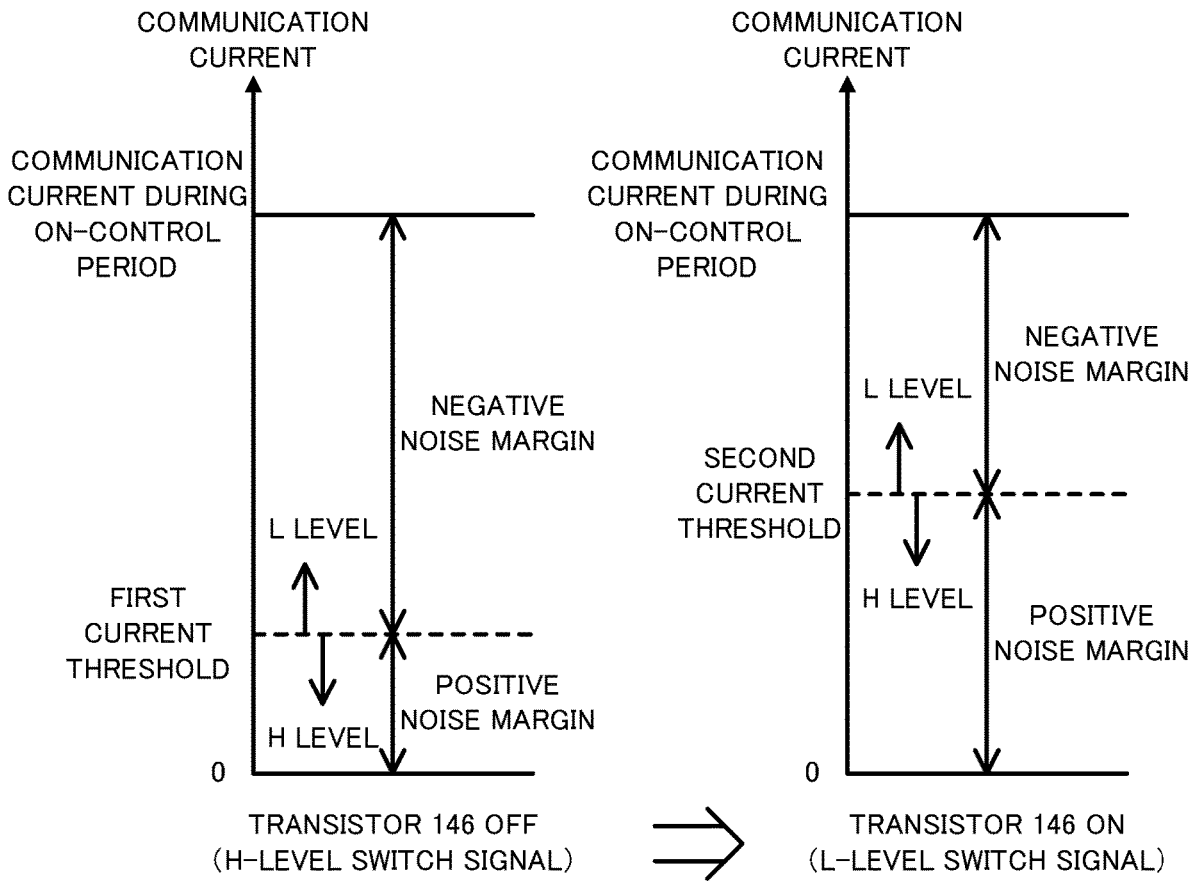 COMMUNICATION
CURRENT
COMMUNICATION
CURRENT DURING
ON-CONTROL
PERIOD
NEGATIVE
NOISE MARGIN
L LEVEL
FIRST
CURRENT
THRESHOLD
H LEVEL
POSITIVE
NOISE MARGIN
0
TRANSISTOR 146 OFF
(H-LEVEL SWITCH SIGNAL)
COMMUNICATION
CURRENT
COMMUNICATION
CURRENT DURING
ON-CONTROL
PERIOD
NEGATIVE
NOISE MARGIN
L LEVEL
SECOND
CURRENT
THRESHOLD
H LEVEL
POSITIVE
NOISE MARGIN
0
TRANSISTOR 146 ON
(L-LEVEL SWITCH SIGNAL)